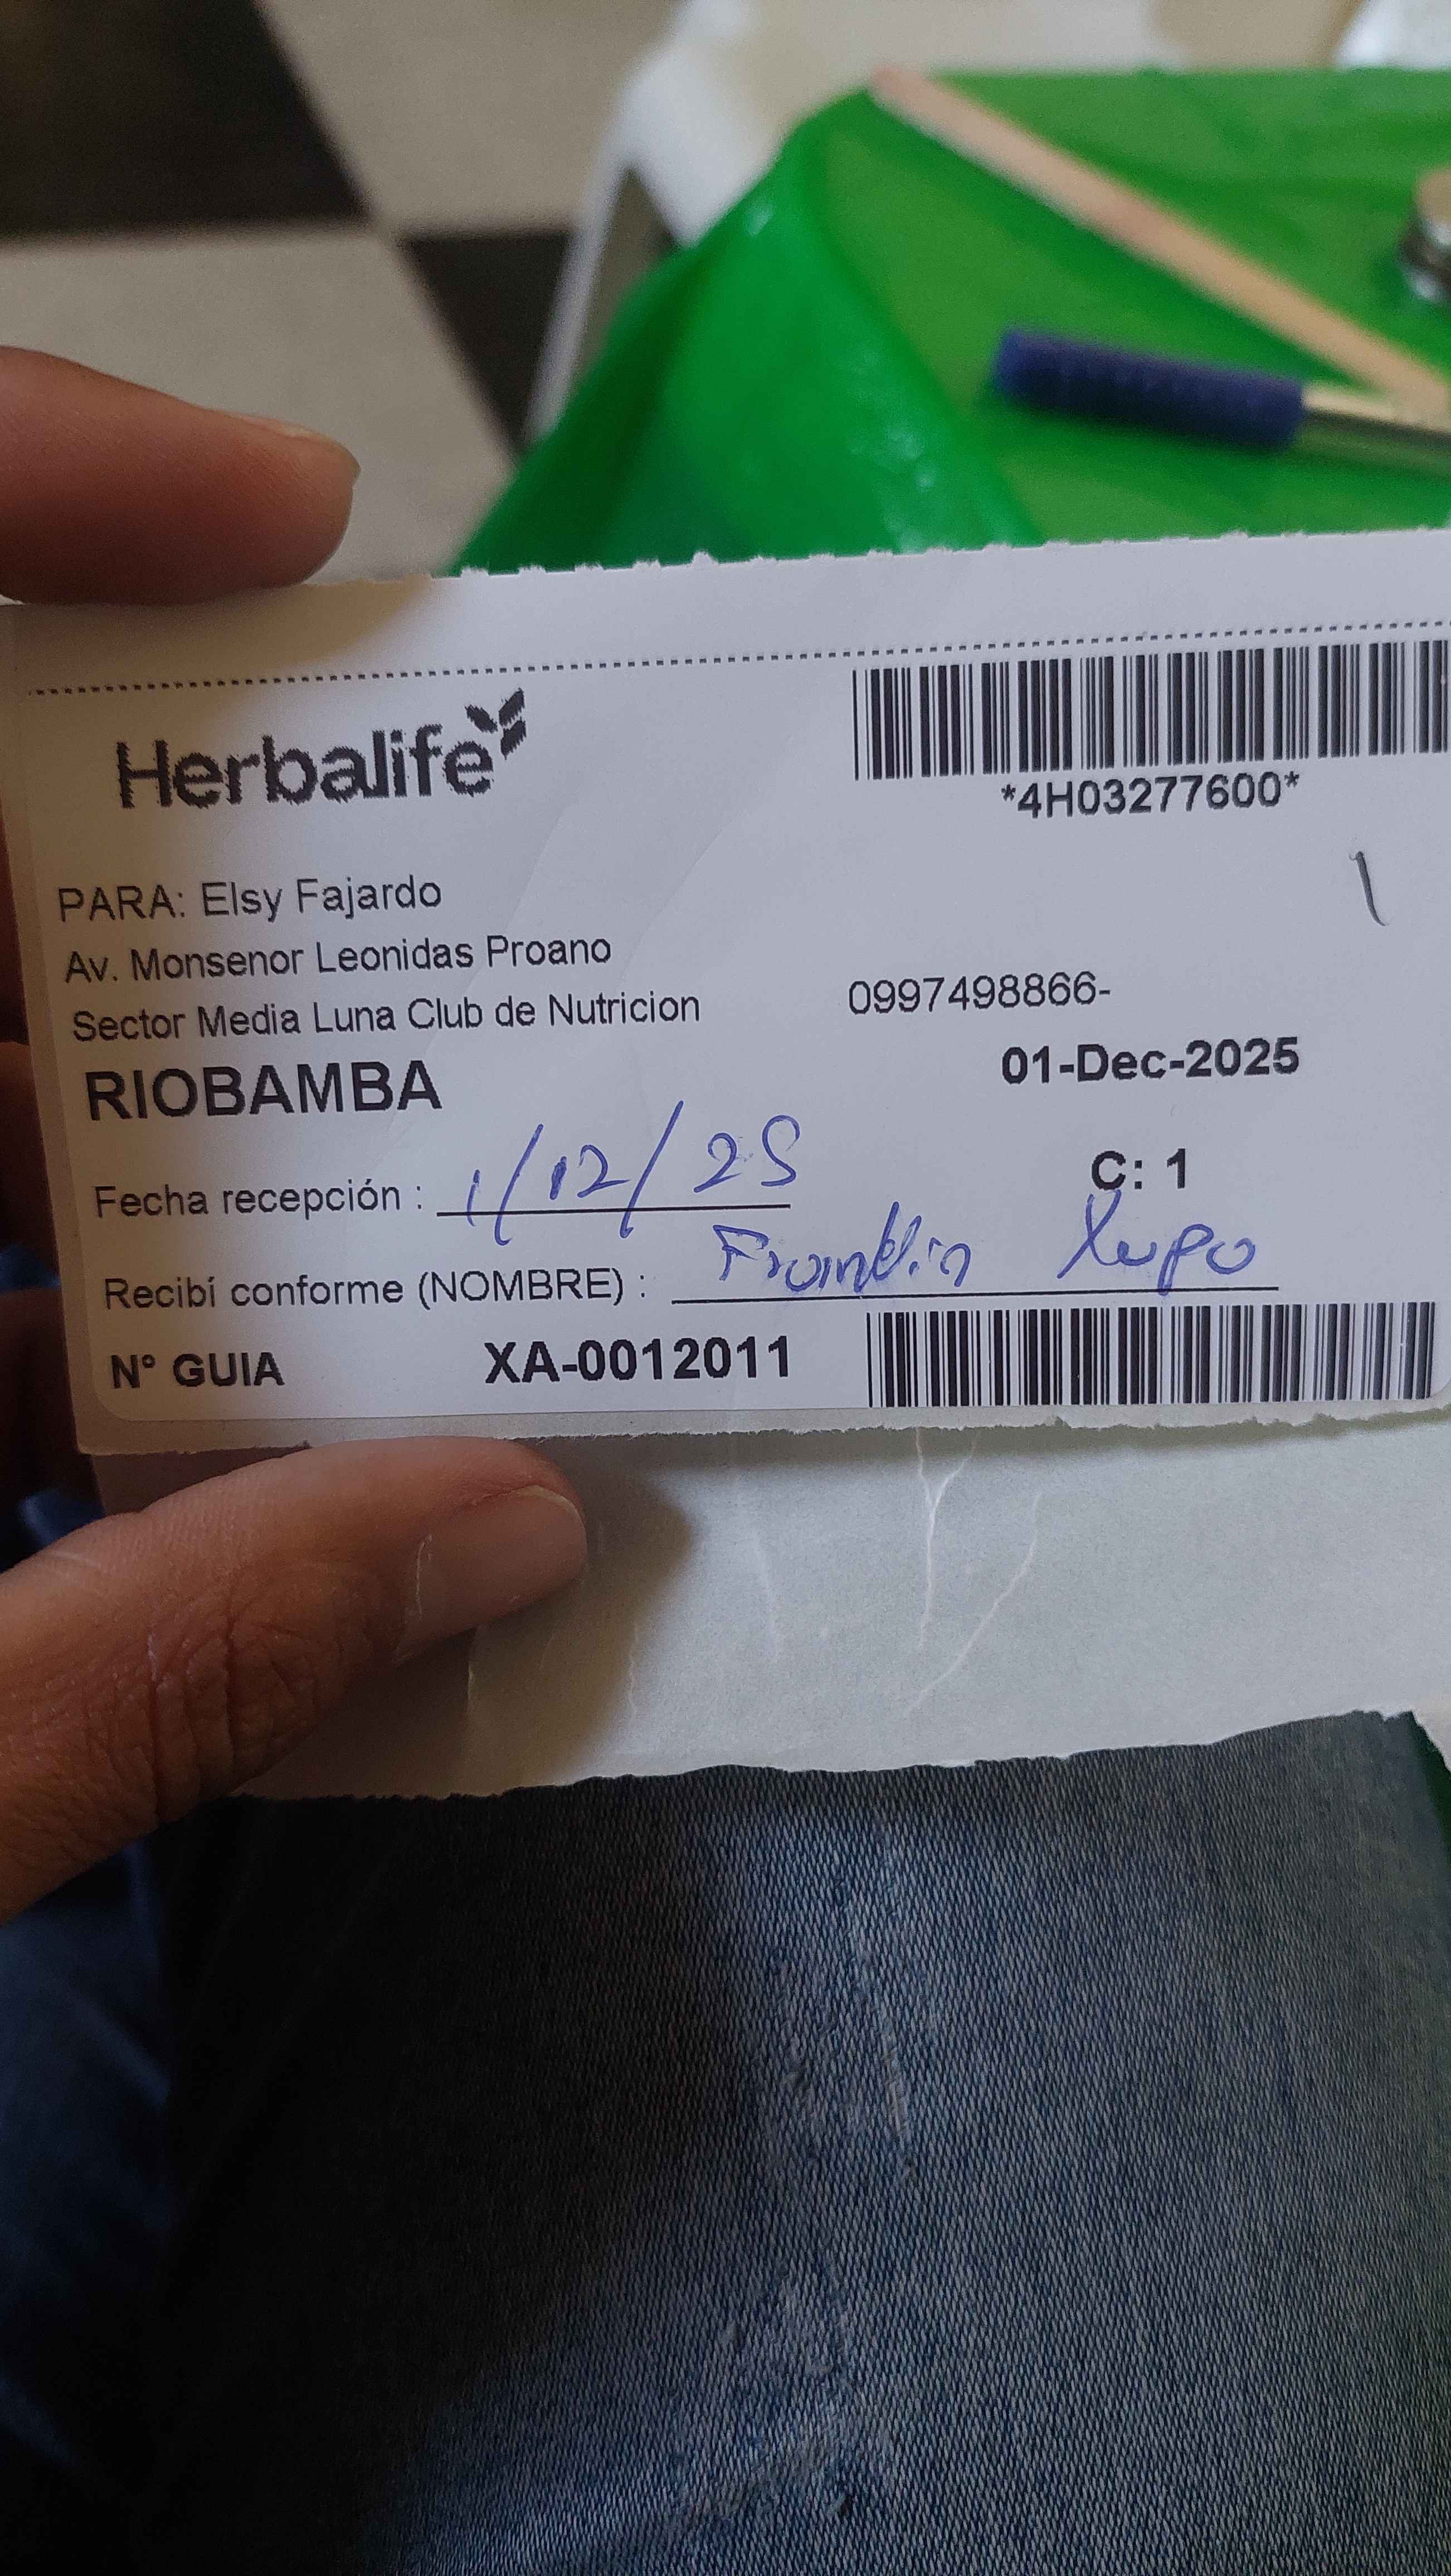 Herbalife
*4H03277600*
PARA: Elsy Fajardo
Av. Monsenor Leonidas Proano
Sector Media Luna Club de Nutricion 0997498866-
RIOBAMBA 01-Dec-2025
C: 1
Fecha recepción : 1/12/25
Recibí conforme (NOMBRE) : Franklin Lupo
N° GUIA XA-0012011